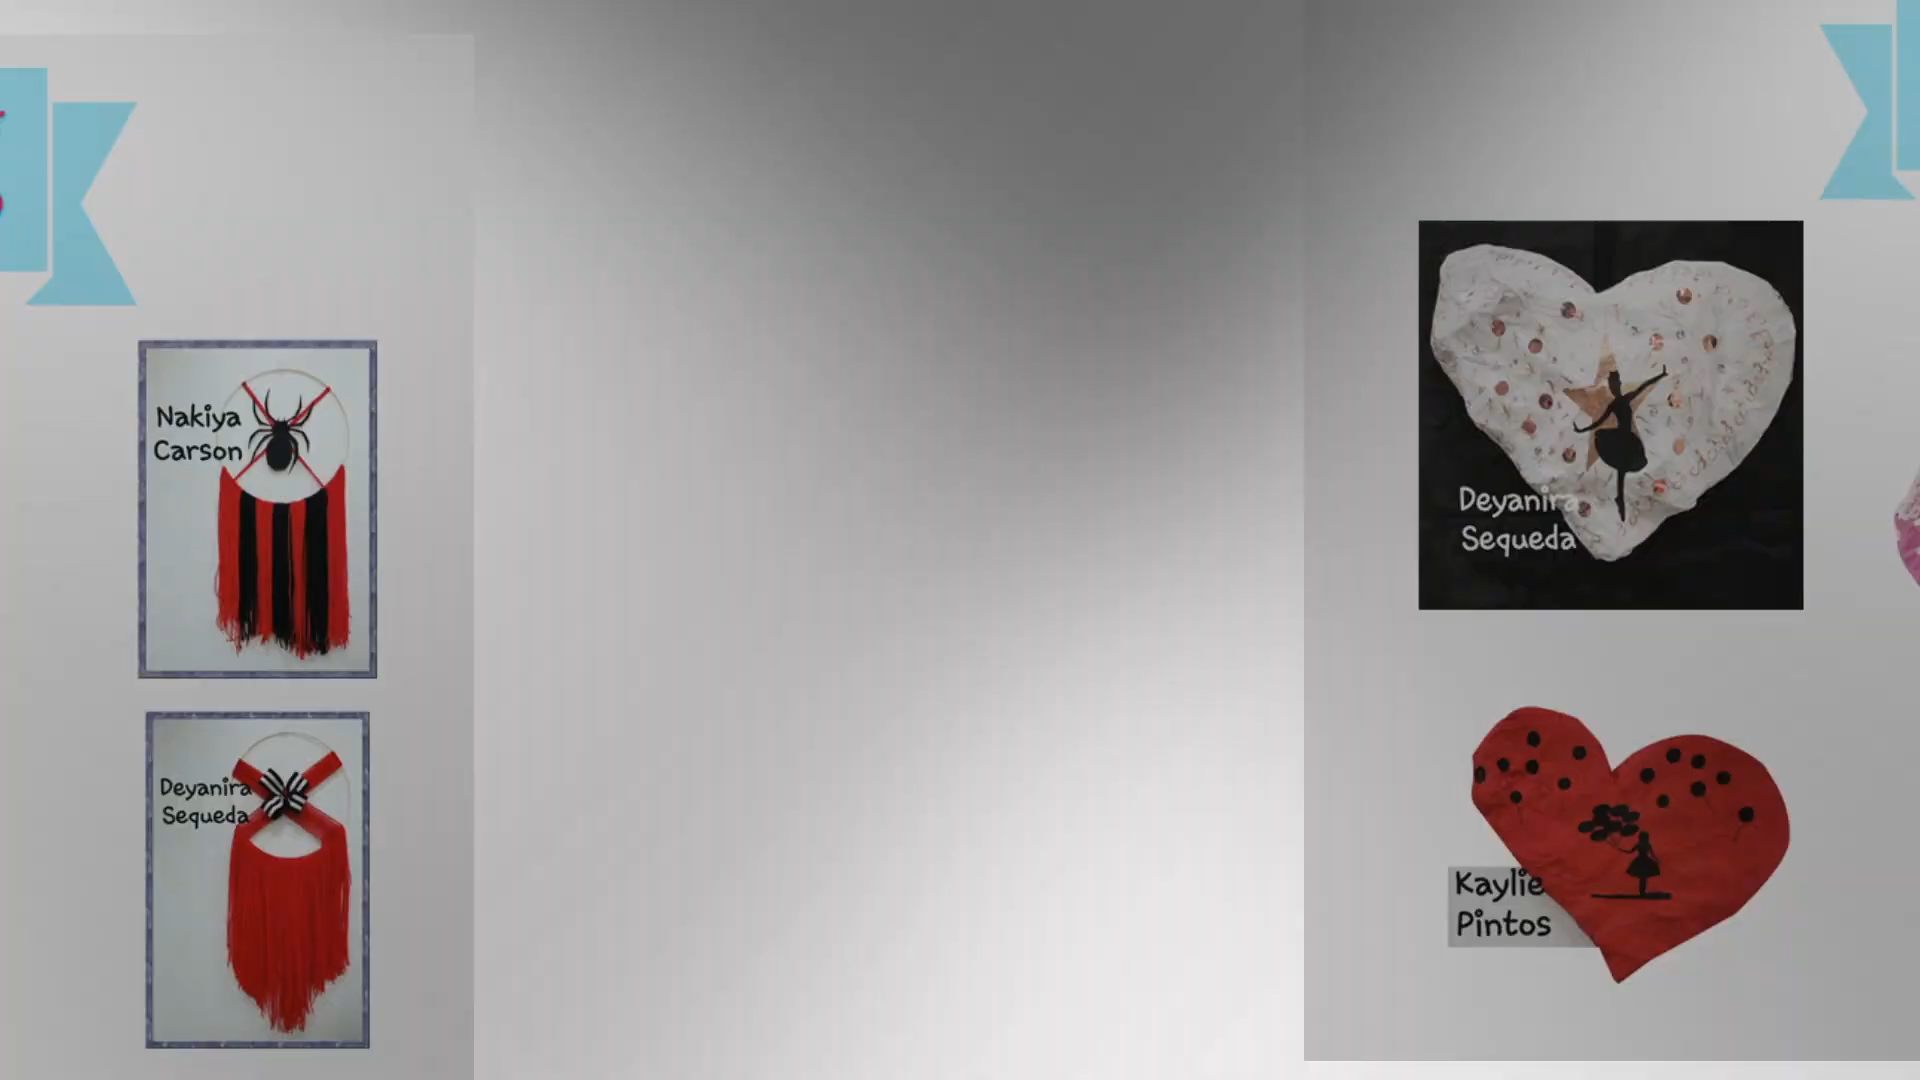 Nakiya
Carson
Deyanira
Sequeda
Deyanira
Sequeda
Kaylie
Pintos